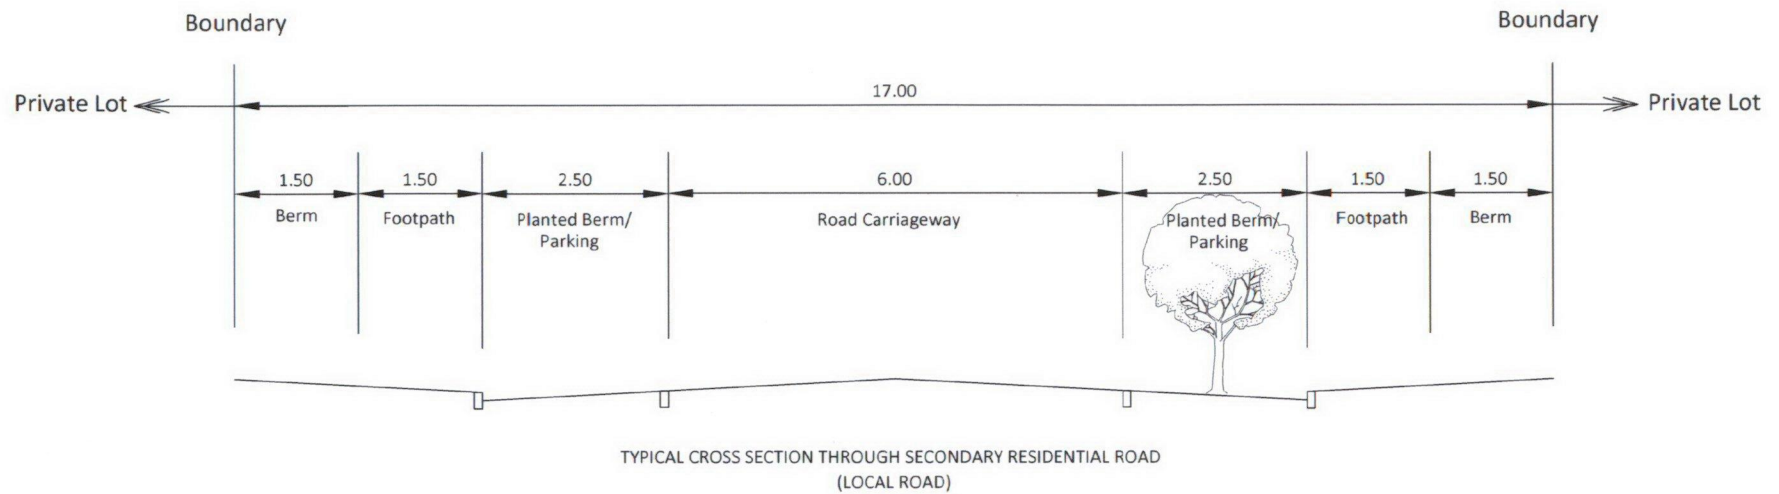 Boundary
Boundary
Private Lot
17.00
Private Lot
1.50
1.50
2.50
6.00
2.50
1.50
1.50
Berm
Footpath
Planted Berm/
Parking
Road Carriageway
Planted Berm/
Parking
Footpath
Berm
TYPICAL CROSS SECTION THROUGH SECONDARY RESIDENTIAL ROAD
(LOCAL ROAD)